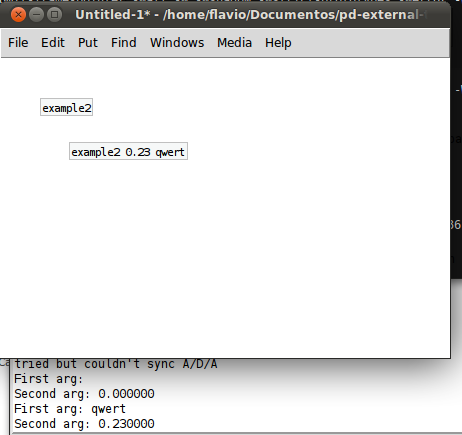 Untitled-1* - /home/flavio/Documentos/pd-external-
File Edit Put Find Windows Media Help
example2
example2 0.23 qwert
86
tried but couldn't sync A/D/A
First arg:
Second arg: 0.000000
First arg: qwert
Second arg: 0.230000